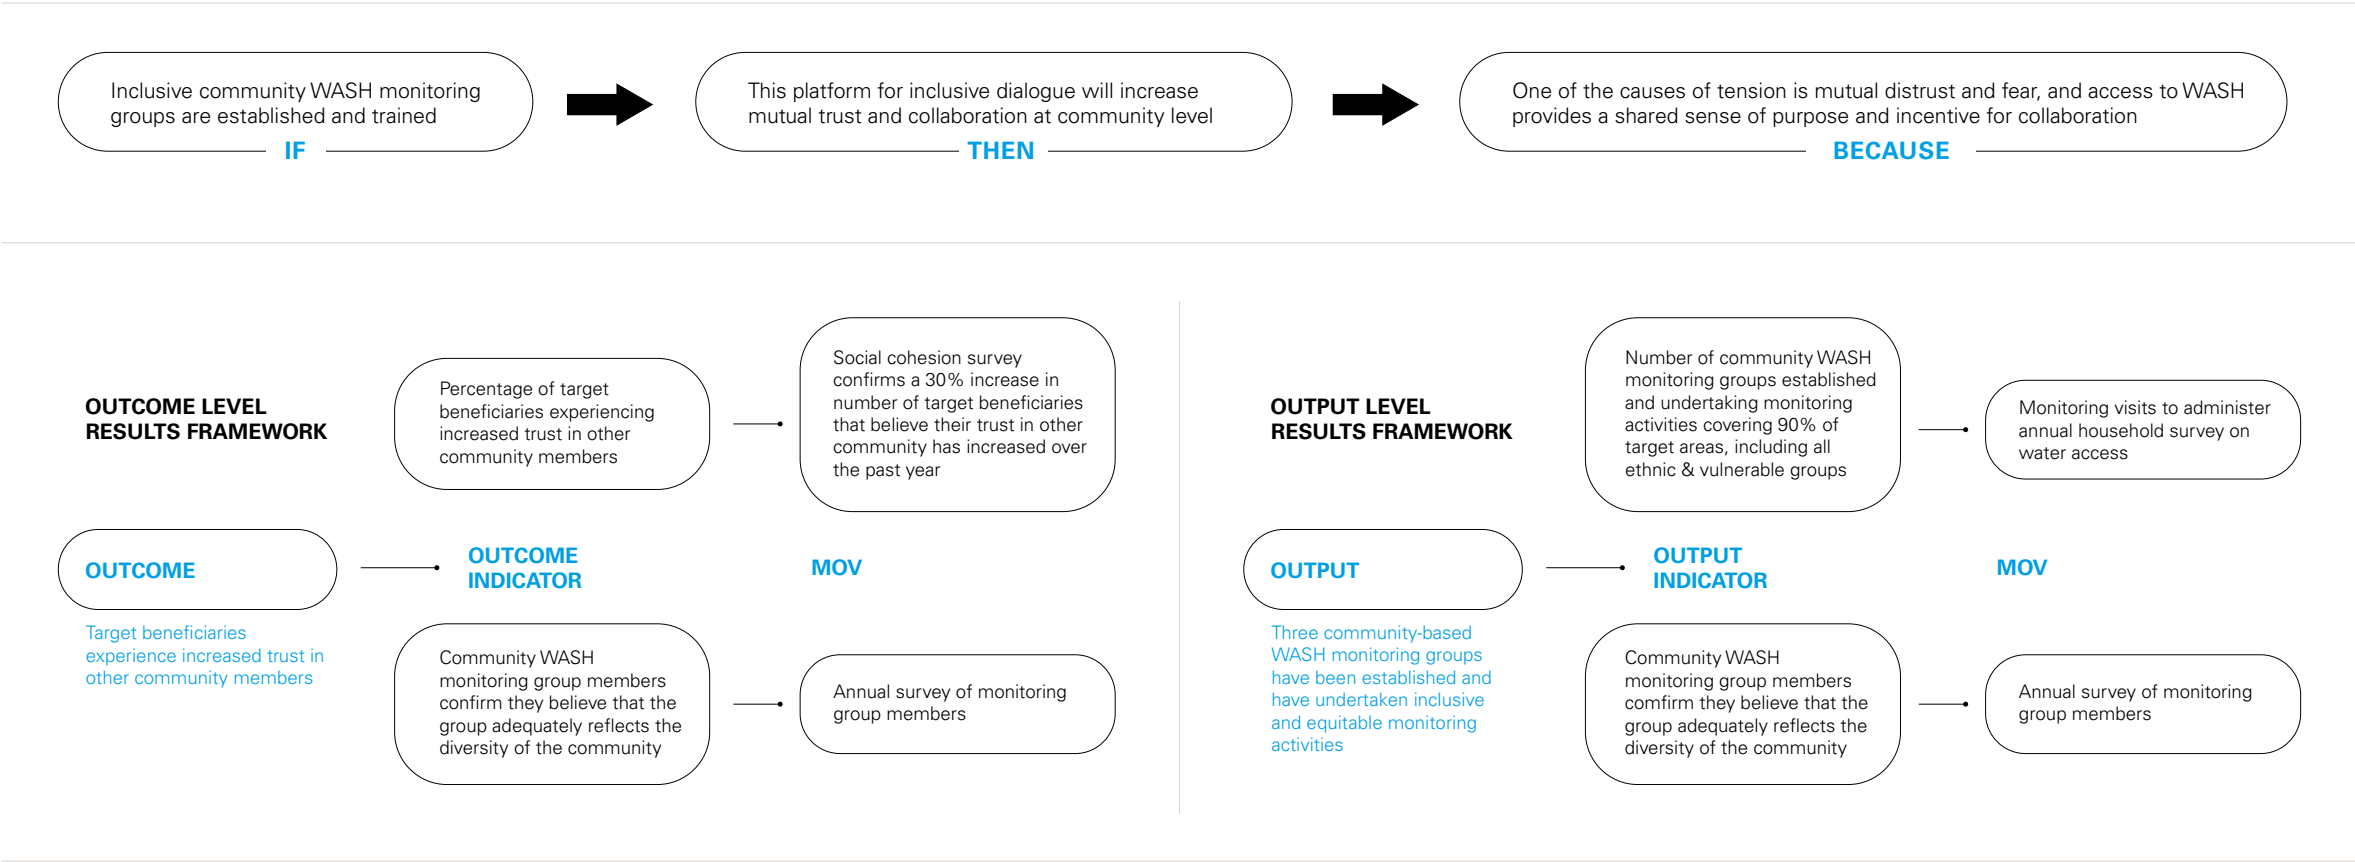 Inclusive community WASH monitoring
groups are established and trained
IF
This platform for inclusive dialogue will increase
mutual trust and collaboration at community level
THEN
One of the causes of tension is mutual distrust and fear, and access to WASH
provides a shared sense of purpose and incentive for collaboration
BECAUSE
OUTCOME LEVEL
RESULTS FRAMEWORK
Percentage of target
beneficiaries experiencing
increased trust in other
community members
Social cohesion survey
confirms a 30% increase in
number of target beneficiaries
that believe their trust in other
community has increased over
the past year
OUTCOME
OUTCOME
INDICATOR
MOV
Target beneficiaries
experience increased trust in
other community members
Community WASH
monitoring group members
confirm they believe that the
group adequately reflects the
diversity of the community
Annual survey of monitoring
group members
OUTPUT LEVEL
RESULTS FRAMEWORK
Number of community WASH
monitoring groups established
and undertaking monitoring
activities covering 90% of
target areas, including all
ethnic & vulnerable groups
Monitoring visits to administer
annual household survey on
water access
OUTPUT
OUTPUT
INDICATOR
MOV
Three community-based
WASH monitoring groups
have been established and
have undertaken inclusive
and equitable monitoring
activities
Community WASH
monitoring group members
comfirm they believe that the
group adequately reflects the
diversity of the community
Annual survey of monitoring
group members